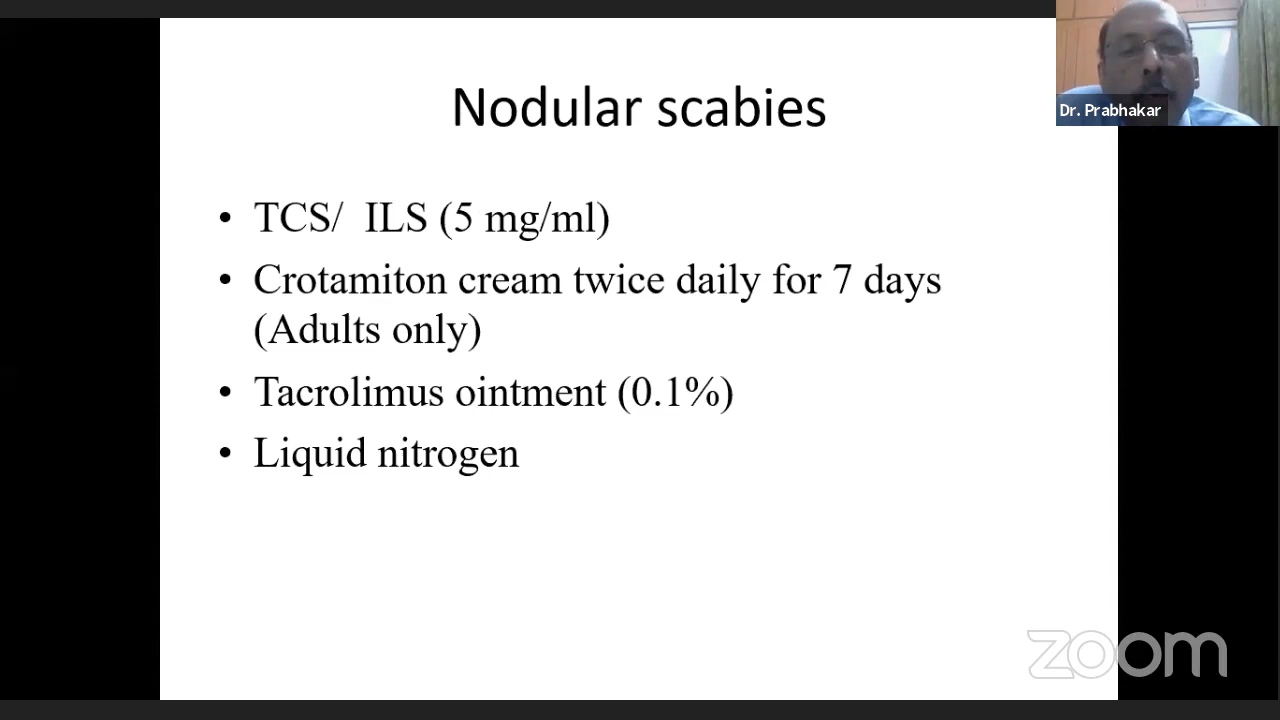 Nodular scabies
Dr. Prabhakar
• TCS/ ILS (5 mg/ml)
• Crotamiton cream twice daily for 7 days
(Adults only)
• Tacrolimus ointment (0.1%)
• Liquid nitrogen
zoom